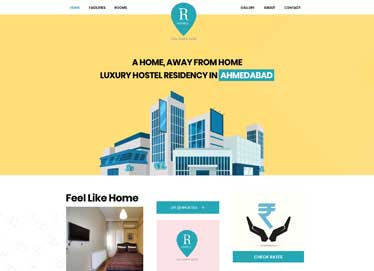 HOME FACILITIES ROOMS
GALLERY ABOUT CONTACT
R
A HOME, AWAY FROM HOME
LUXURY HOSTEL RESIDENCY IN AHMEDABAD
Feel Like Home
R
CHECK RATES